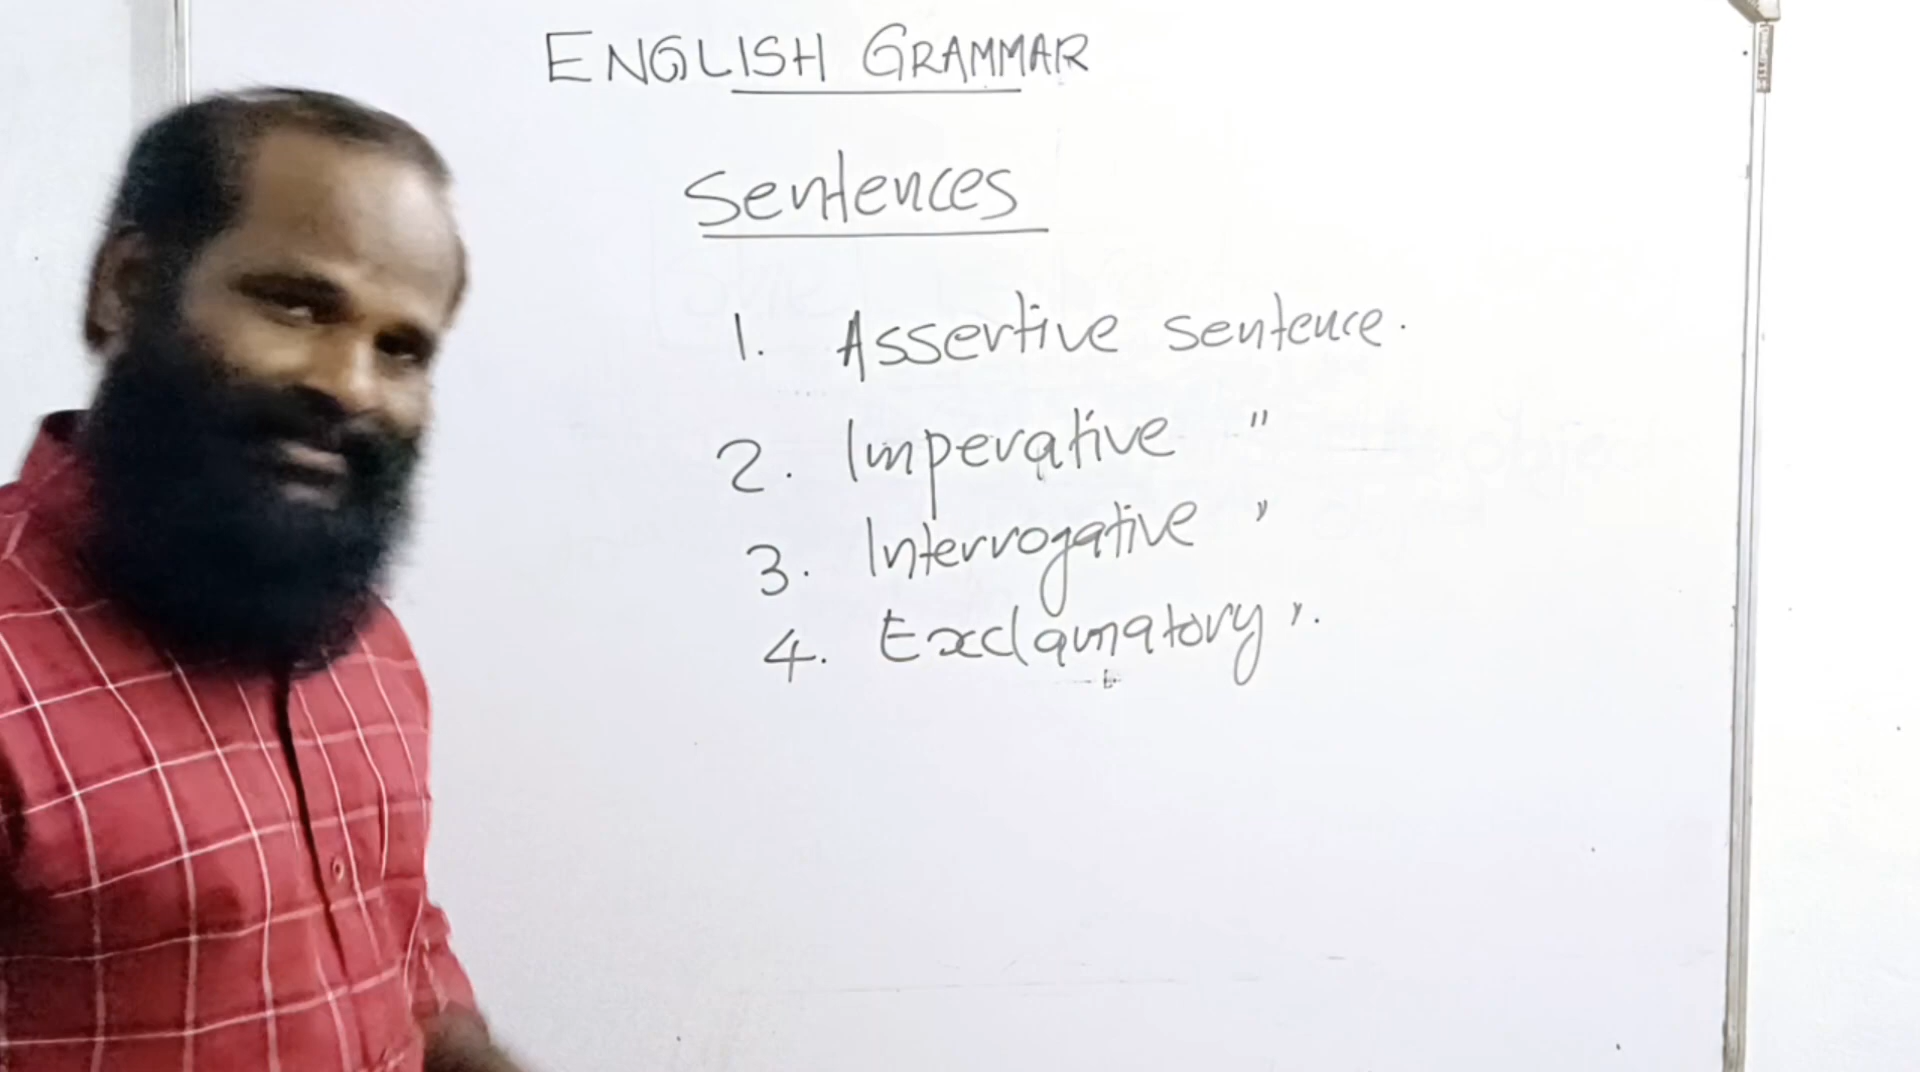 ENGLISH GRAMMAR
Sentences
1. Assertive sentence.
2. Imperative "
3. Interrogative "
4. Exclamatory ".